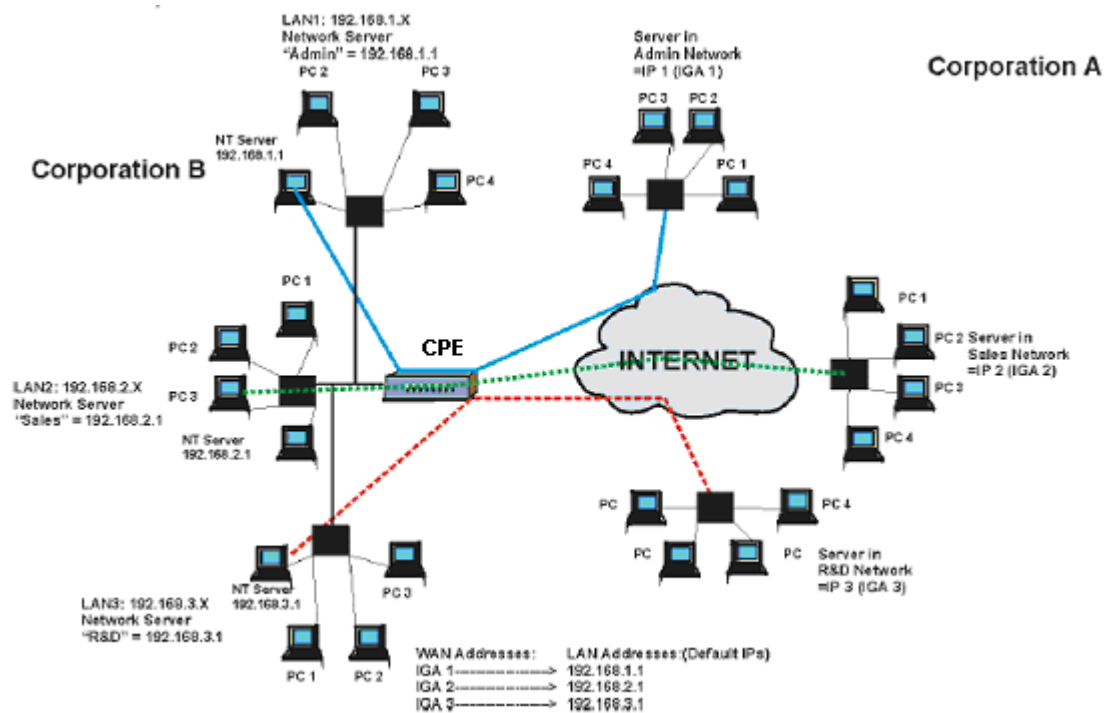 LAN1: 192.168.1.X
Network Server
"Admin" = 192.168.1.1
PC 2
PC 3
NT Server
192.168.1.1
PC 4
Corporation B
Server in
Admin Network
=IP 1 (IGA 1)
PC 3
PC 2
PC 4
PC 1
Corporation A
PC 1
PC 2
PC 3
LAN2: 192.168.2.X
Network Server
"Sales" = 192.168.2.1
NT Server
192.168.2.1
CPE
INTERNET
PC 1
PC 2
Server in
Sales Network
=IP 2 (IGA 2)
PC 3
PC 4
PC
PC 4
PC
PC
Server in
R&D Network
=IP 3 (IGA 3)
NT Server
192.168.3.1
PC 3
LAN3: 192.168.3.X
Network Server
"R&D" = 192.168.3.1
PC 1
PC 2
WAN Addresses: LAN Addresses:(Default IPs)
IGA 1---------------> 192.168.1.1
IGA 2---------------> 192.168.2.1
IGA 3---------------> 192.168.3.1